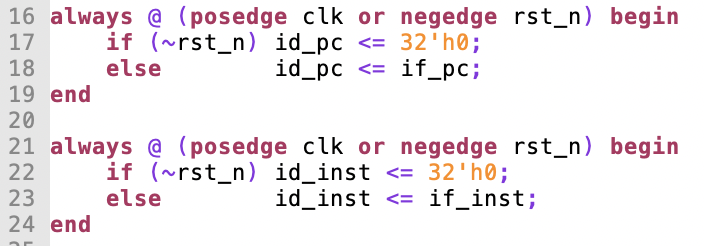 16 always @ (posedge clk or negedge rst_n) begin
17     if (~rst_n) id_pc <= 32'h0;
18     else        id_pc <= if_pc;
19 end
20
21 always @ (posedge clk or negedge rst_n) begin
22     if (~rst_n) id_inst <= 32'h0;
23     else        id_inst <= if_inst;
24 end